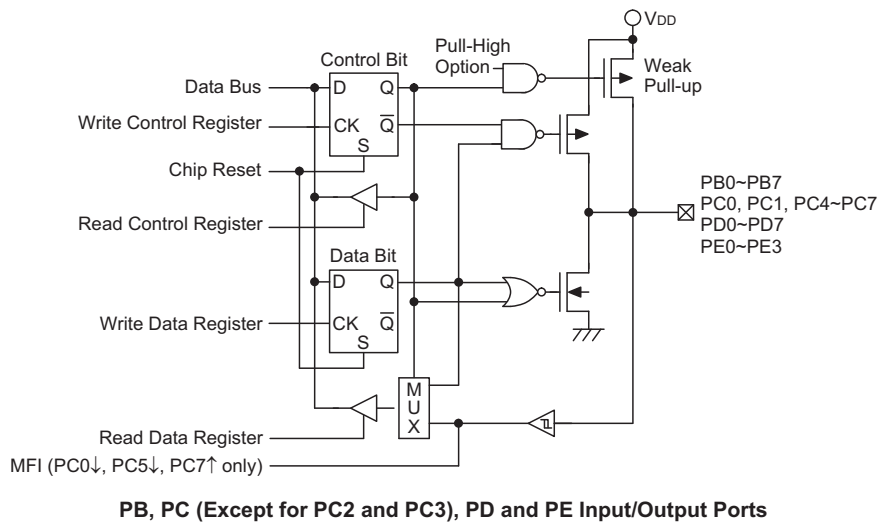 VDD
Pull-High
Option
Weak
Pull-up
Control Bit
Data Bus
D
Q
Write Control Register
CK
Q
S
Chip Reset
Read Control Register
PB0~PB7
PC0, PC1, PC4~PC7
PD0~PD7
PE0~PE3
Data Bit
D
Q
Write Data Register
CK
Q
S
M
U
X
Read Data Register
MFI (PC0↓, PC5↓, PC7↑ only)
PB, PC (Except for PC2 and PC3), PD and PE Input/Output Ports